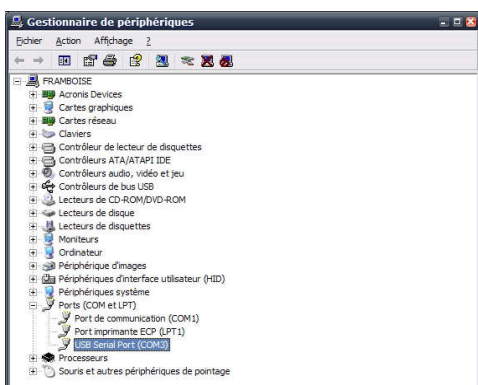 Gestionnaire de périphériques
Fichier Action Affichage ?
FRAMBOISE
Acronis Devices
Cartes graphiques
Cartes réseau
Claviers
Contrôleur de lecteur de disquettes
Contrôleurs ATA/ATAPI IDE
Contrôleurs audio, vidéo et jeu
Contrôleurs de bus USB
Lecteurs de CD-ROM/DVD-ROM
Lecteurs de disque
Lecteurs de disquettes
Moniteurs
Ordinateur
Périphérique d'images
Périphériques d'interface utilisateur (HID)
Périphériques système
Ports (COM et LPT)
Port de communication (COM1)
Port imprimante ECP (LPT1)
USB Serial Port (COM3)
Processeurs
Souris et autres périphériques de pointage